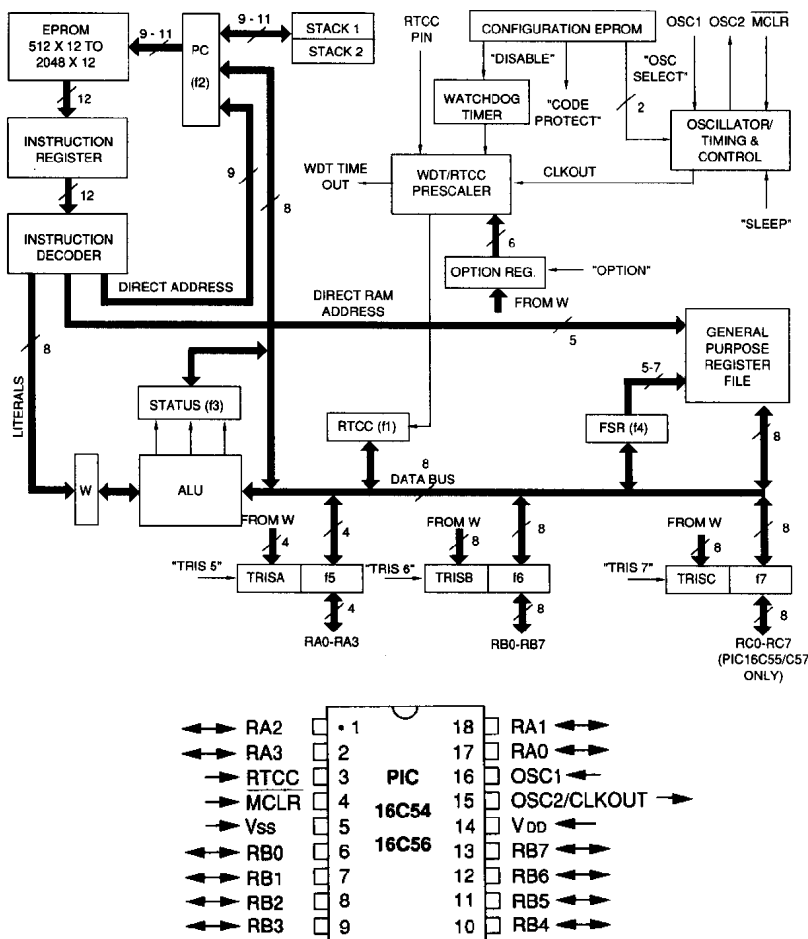 EPROM
512 X 12 TO
2048 X 12
9 - 11
PC
(f2)
9 - 11
STACK 1
STACK 2
RTCC
PIN
CONFIGURATION EPROM
OSC1
OSC2
MCLR
"DISABLE"
"OSC
SELECT"
WATCHDOG
TIMER
"CODE
PROTECT"
2
12
OSCILLATOR/
TIMING &
CONTROL
INSTRUCTION
REGISTER
9
8
WDT TIME
OUT
WDT/RTCC
PRESCALER
CLKOUT
12
"SLEEP"
INSTRUCTION
DECODER
6
OPTION REG.
"OPTION"
DIRECT ADDRESS
DIRECT RAM
ADDRESS
FROM W
5
GENERAL
PURPOSE
REGISTER
FILE
8
LITERALS
5-7
STATUS (f3)
RTCC (f1)
FSR (f4)
8
W
ALU
8
DATA BUS
FROM W
4
4
FROM W
8
8
FROM W
8
8
"TRIS 5"
TRISA
f5
"TRIS 6"
TRISB
f6
"TRIS 7"
TRISC
f7
4
8
8
RA0-RA3
RB0-RB7
RC0-RC7
(PIC16C55/C57
ONLY)
RA2
1
18
RA1
RA3
2
17
RA0
RTCC
3
PIC
16
OSC1
MCLR
4
16C54
15
OSC2/CLKOUT
VSS
5
16C56
14
VDD
RB0
6
13
RB7
RB1
7
12
RB6
RB2
8
11
RB5
RB3
9
10
RB4